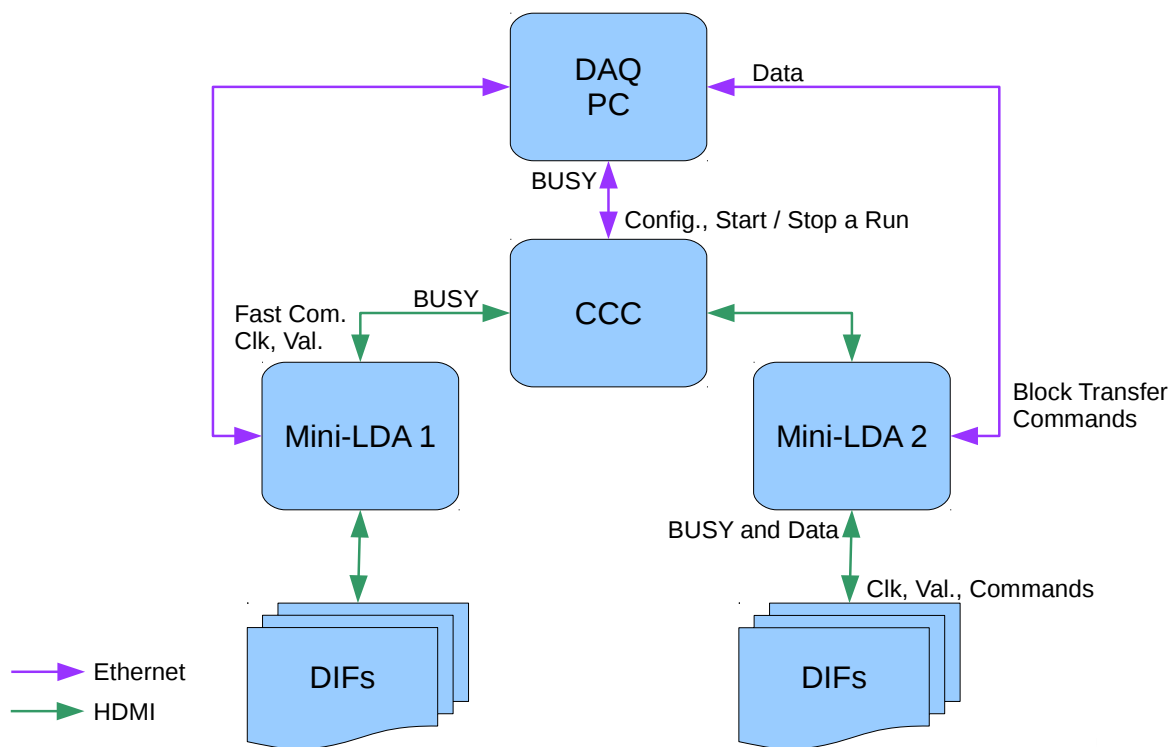 DAQ
PC
Data
BUSY
Config., Start / Stop a Run
CCC
BUSY
Fast Com.
Clk, Val.
Mini-LDA 1
Mini-LDA 2
Block Transfer
Commands
BUSY and Data
Clk, Val., Commands
DIFs
DIFs
Ethernet
HDMI